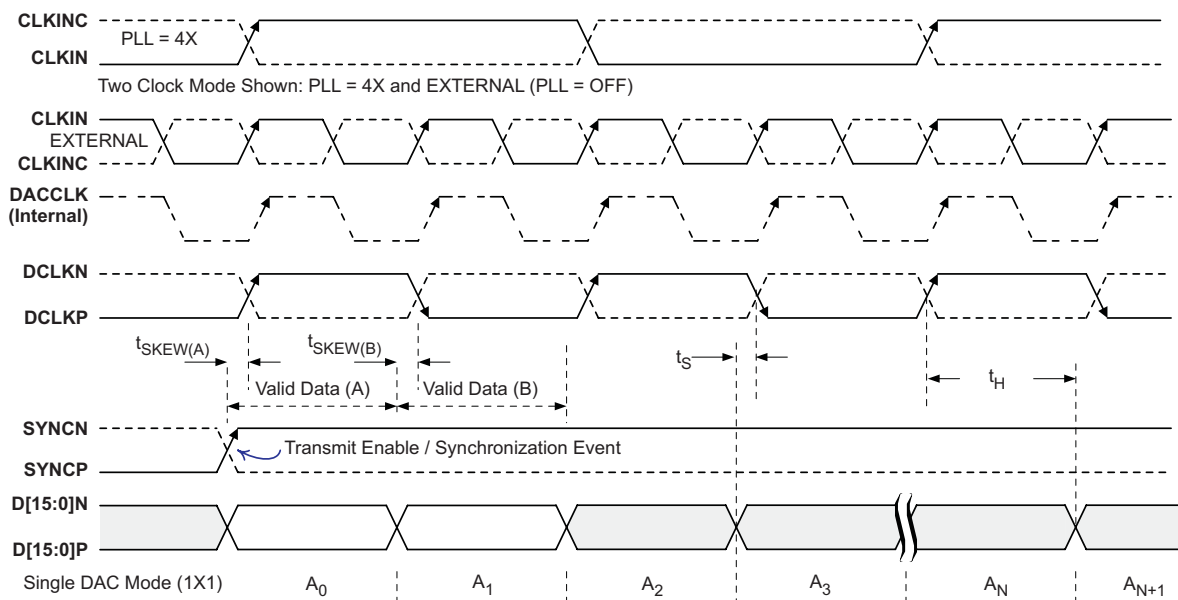 CLKINC
PLL = 4X
CLKIN
Two Clock Mode Shown: PLL = 4X and EXTERNAL (PLL = OFF)
CLKIN
EXTERNAL
CLKINC
DACCLK
(Internal)
DCLKN
DCLKP
tSKEW(A) tSKEW(B) tS tH
Valid Data (A) Valid Data (B)
SYNCN
Transmit Enable / Synchronization Event
SYNCP
D[15:0]N
D[15:0]P
Single DAC Mode (1X1) A0 A1 A2 A3 AN AN+1